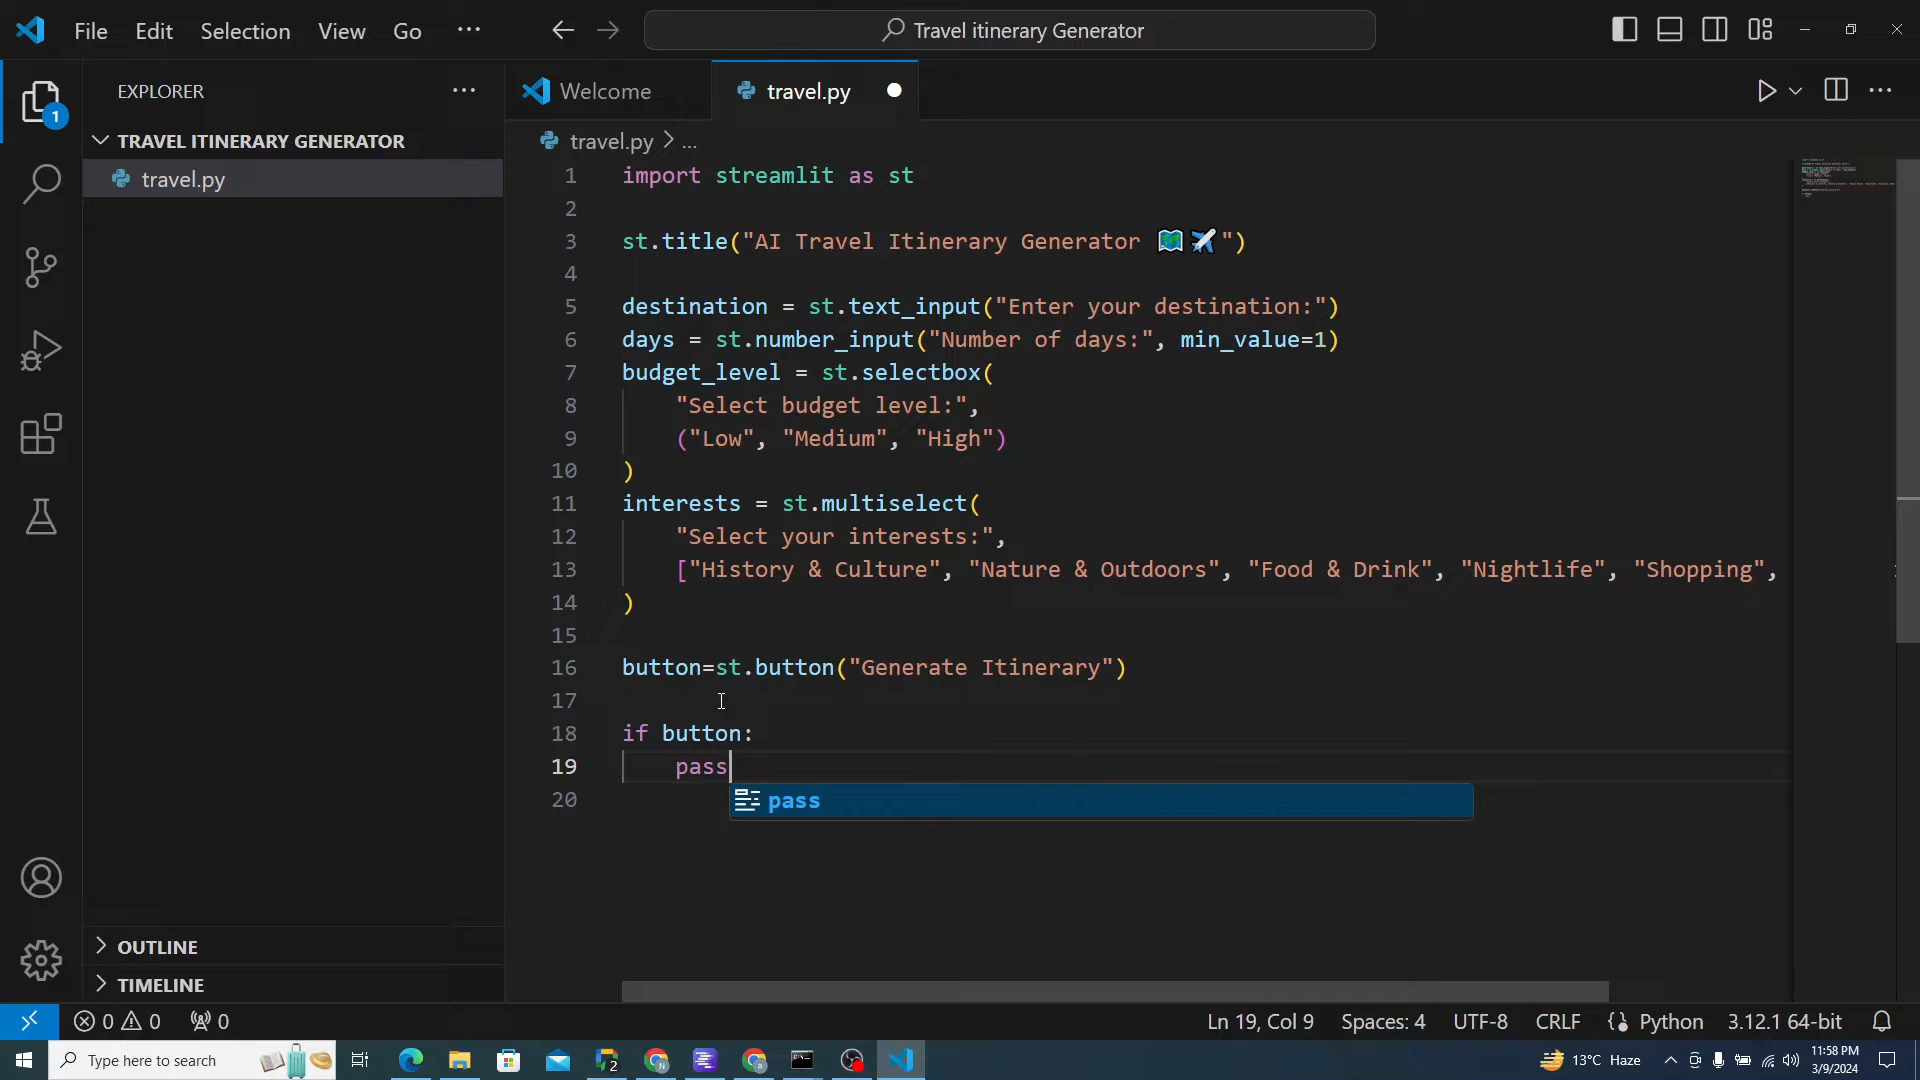 File Edit Selection View Go ...
Travel itinerary Generator
EXPLORER ...
Welcome
travel.py
1
TRAVEL ITINERARY GENERATOR
travel.py
travel.py > ...
1 import streamlit as st
2
3 st.title("AI Travel Itinerary Generator 🗺️✈️")
4
5 destination = st.text_input("Enter your destination:")
6 days = st.number_input("Number of days:", min_value=1)
7 budget_level = st.selectbox(
8 "Select budget level:",
9 ("Low", "Medium", "High")
10 )
11 interests = st.multiselect(
12 "Select your interests:",
13 ["History & Culture", "Nature & Outdoors", "Food & Drink", "Nightlife", "Shopping",
14 )
15
16 button=st.button("Generate Itinerary")
17
18 if button:
19 pass
pass
20
OUTLINE
TIMELINE
0 0 0
Ln 19, Col 9 Spaces: 4 UTF-8 CRLF {} Python 3.12.1 64-bit
Type here to search
2
N
a
13°C Haze
11:58 PM
3/9/2024